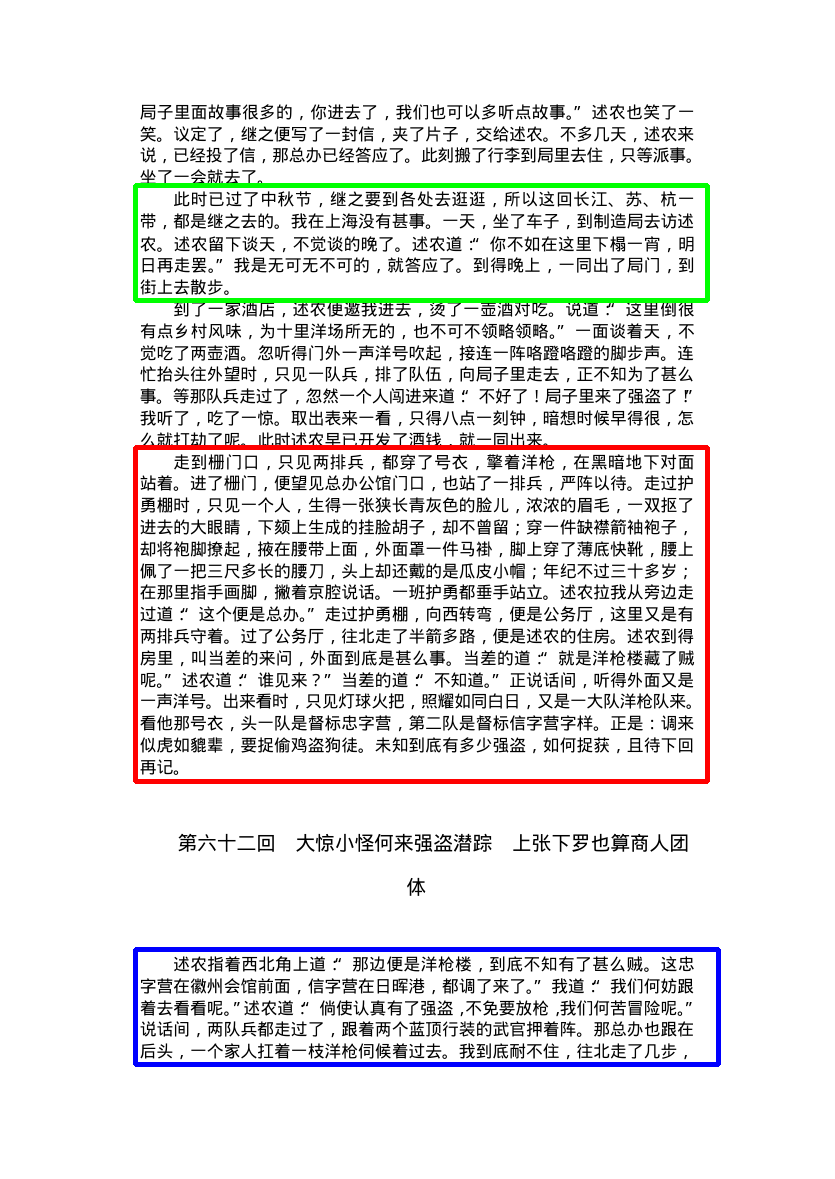 局子里面故事很多的，你进去了，我们也可以多听点故事。”述农也笑了一
笑。议定了，继之便写了一封信，夹了片子，交给述农。不多几天，述农来
说，已经投了信，那总办已经答应了。此刻搬了行李到局里去住，只等派事。
坐了一会就去了。
此时已过了中秋节，继之要到各处去逛逛，所以这回长江、苏、杭一
带，都是继之去的。我在上海没有甚事。一天，坐了车子，到制造局去访述
农。述农留下谈天，不觉谈的晚了。述农道：“你不如在这里下榻一宵，明
日再走罢。”我是无可无不可的，就答应了。到得晚上，一同出了局门，到
街上去散步。
到了一家酒店，述农便邀我进去，烫了一壶酒对吃。说道：“这里倒很
有点乡村风味，为十里洋场所无的，也不可不领略领略。”一面谈着天，不
觉吃了两壶酒。忽听得门外一声洋号吹起，接连一阵咯蹬咯蹬的脚步声。连
忙抬头往外望时，只见一队兵，排了队伍，向局子里走去，正不知为了甚么
事。等那队兵走过了，忽然一个人闯进来道：“不好了！局子里来了强盗了！”
我听了，吃了一惊。取出表来一看，只得八点一刻钟，暗想时候早得很，怎
么就打劫了呢。此时述农早已开发了酒钱，就一同出来。
走到栅门口，只见两排兵，都穿了号衣，擎着洋枪，在黑暗地下对面
站着。进了栅门，便望见总办公馆门口，也站了一排兵，严阵以待。走过护
勇棚时，只见一个人，生得一张狭长青灰色的脸儿，浓浓的眉毛，一双抠了
进去的大眼睛，下颏上生成的挂脸胡子，却不曾留；穿一件缺襟箭袖袍子，
却将袍脚撩起，掖在腰带上面，外面罩一件马褂，脚上穿了薄底快靴，腰上
佩了一把三尺多长的腰刀，头上却还戴的是瓜皮小帽；年纪不过三十多岁；
在那里指手画脚，撇着京腔说话。一班护勇都垂手站立。述农拉我从旁边走
过道：“这个便是总办。”走过护勇棚，向西转弯，便是公务厅，这里又是有
两排兵守着。过了公务厅，往北走了半箭多路，便是述农的住房。述农到得
房里，叫当差的来问，外面到底是甚么事。当差的道：“就是洋枪楼藏了贼
呢。”述农道：“谁见来？”当差的道：“不知道。”正说话间，听得外面又是
一声洋号。出来看时，只见灯球火把，照耀如同白日，又是一大队洋枪队来。
看他那号衣，头一队是督标忠字营，第二队是督标信字营字样。正是：调来
似虎如貔辈，要捉偷鸡盗狗徒。未知到底有多少强盗，如何捉获，且待下回
再记。
第六十二回　大惊小怪何来强盗潜踪　上张下罗也算商人团
体
述农指着西北角上道：“那边便是洋枪楼，到底不知有了甚么贼。这忠
字营在徽州会馆前面，信字营在日晖港，都调了来了。”我道：“我们何妨跟
着去看看呢。”述农道：“倘使认真有了强盗，不免要放枪，我们何苦冒险呢。”
说话间，两队兵都走过了，跟着两个蓝顶行装的武官押着阵。那总办也跟在
后头，一个家人扛着一枝洋枪伺候着过去。我到底耐不住，往北走了几步，